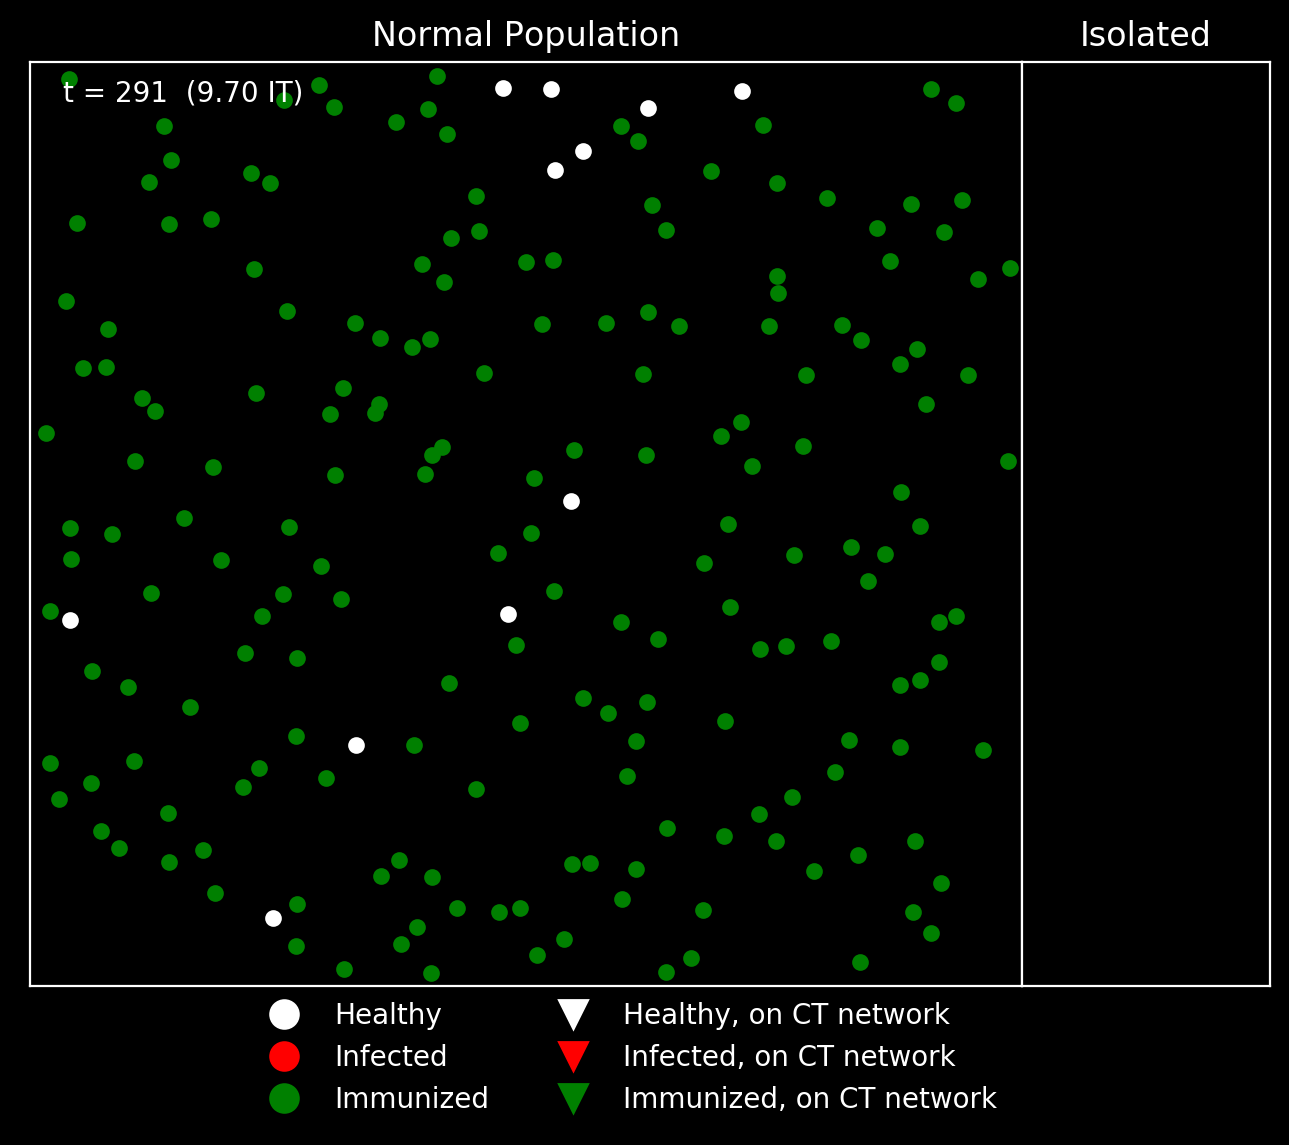 Normal Population
Isolated
t = 291  (9.70 IT)
Healthy
Infected
Immunized
Healthy, on CT network
Infected, on CT network
Immunized, on CT network